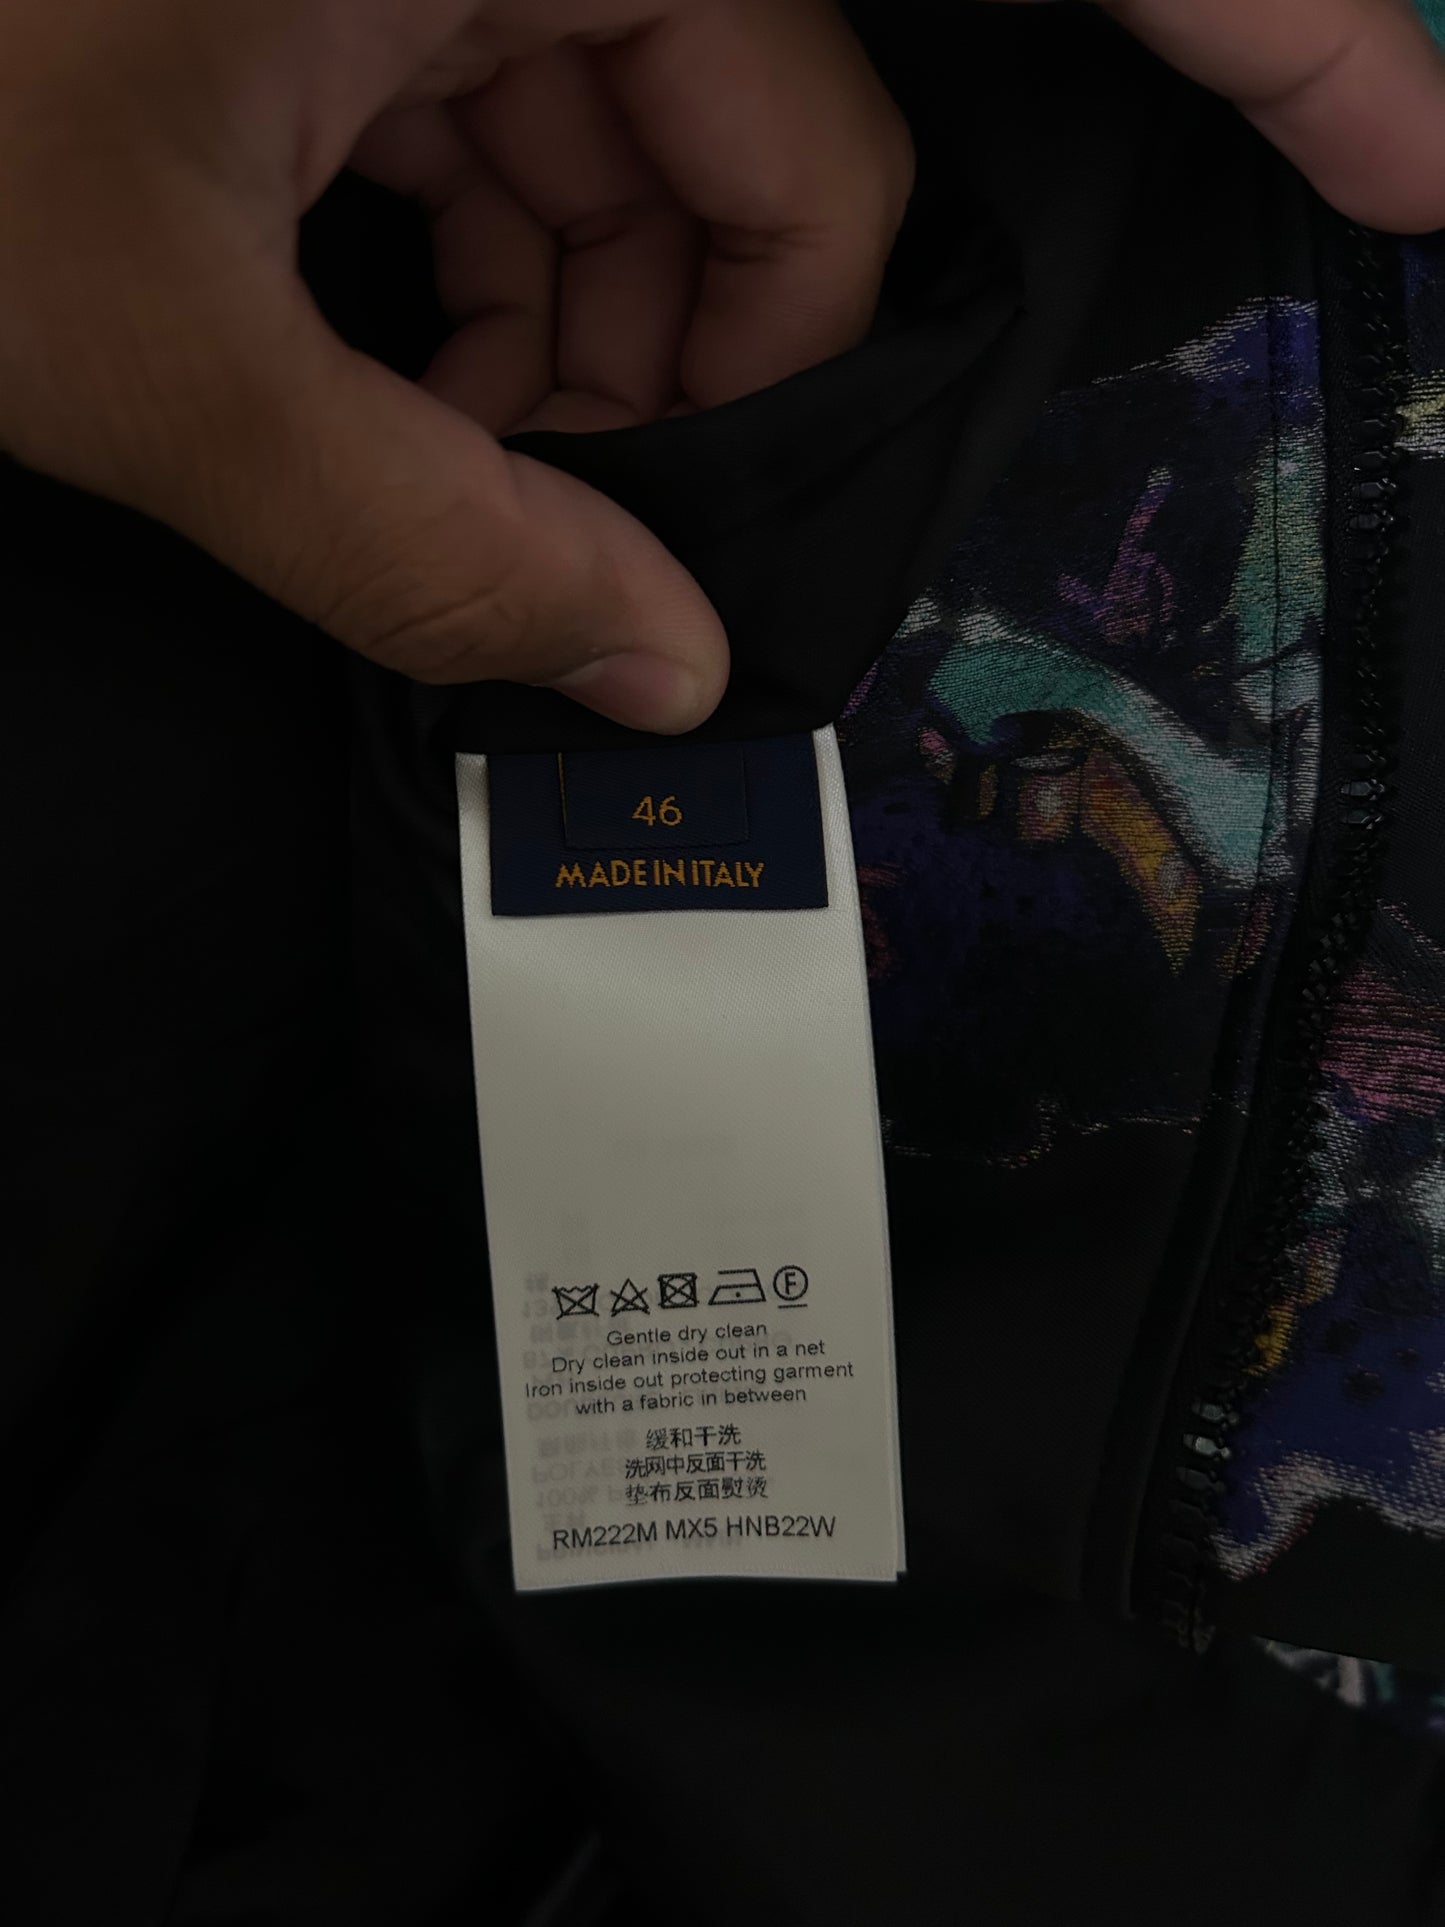 46
MADE IN ITALY
F
Gentle dry clean
Dry clean inside out in a net
Iron inside out protecting garment
with a fabric in between
缓和干洗
洗网中反面干洗
垫布反面熨烫
RM222M MX5 HNB22W